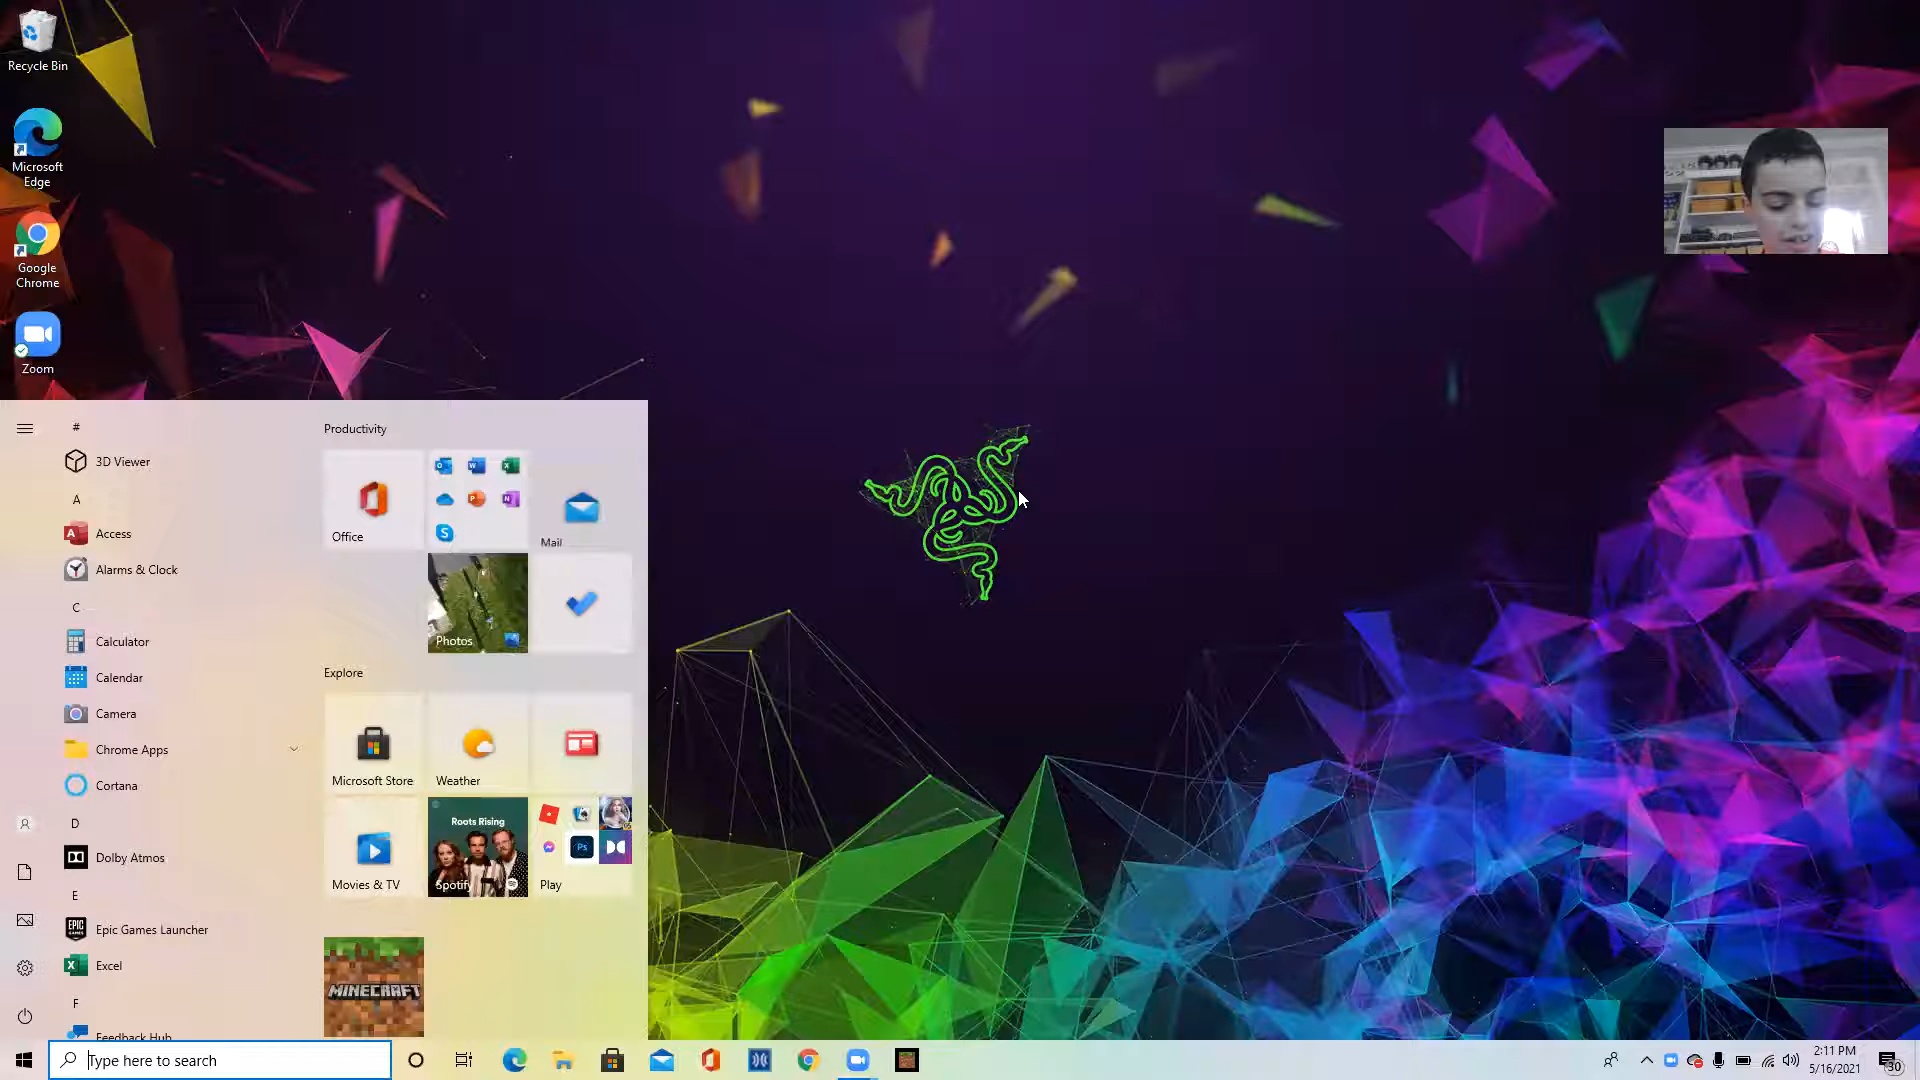 Recycle Bin
Microsoft
Edge
Google
Chrome
Zoom
#
3D Viewer
A
Access
Alarms & Clock
C
Calculator
Calendar
Camera
Chrome Apps
Cortana
D
Dolby Atmos
E
Epic Games Launcher
Excel
F
Feedback Hub
Productivity
Office
Mail
Photos
Explore
Microsoft Store
Weather
Movies & TV
Roots Rising
Spotify
Ps
Play
MINECRAFT
Type here to search
2:11 PM
5/16/2021
30